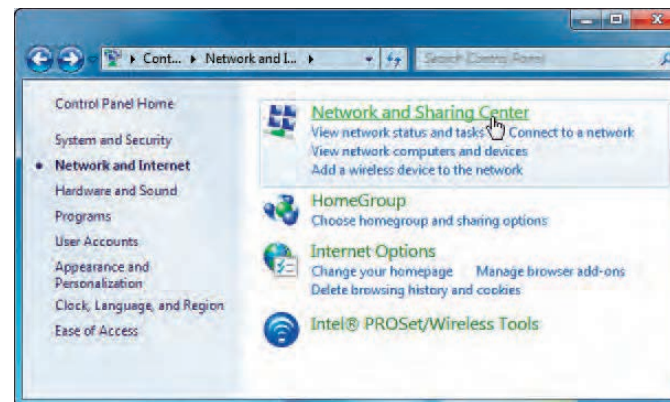 Cont... Network and I...
Search Control Panel
Control Panel Home
System and Security
Network and Internet
Hardware and Sound
Programs
User Accounts
Appearance and
Personalization
Clock, Language, and Region
Ease of Access
Network and Sharing Center
View network status and tasks Connect to a network
View network computers and devices
Add a wireless device to the network
HomeGroup
Choose homegroup and sharing options
Internet Options
Change your homepage Manage browser add-ons
Delete browsing history and cookies
Intel® PROSet/Wireless Tools